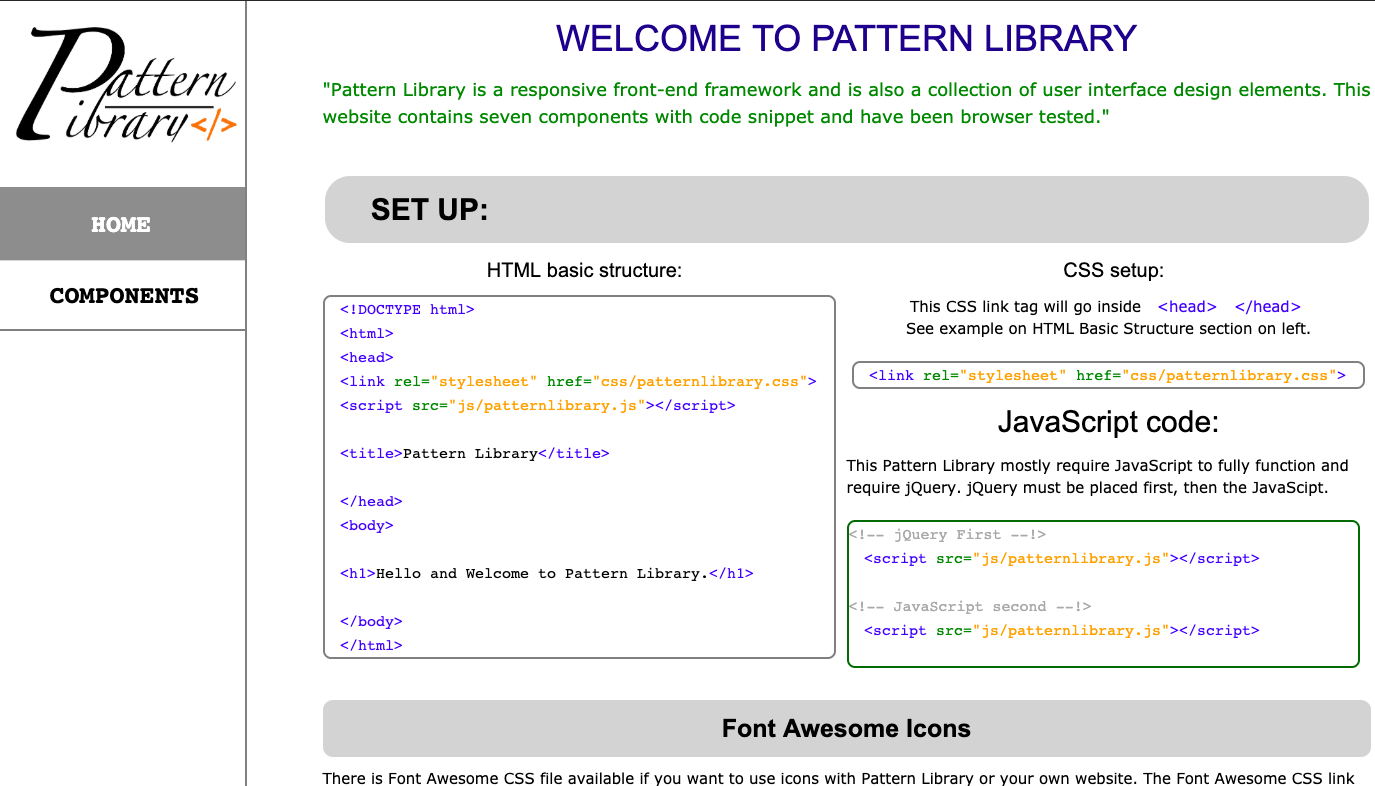 Pattern
Library</>
HOME
COMPONENTS
WELCOME TO PATTERN LIBRARY
"Pattern Library is a responsive front-end framework and is also a collection of user interface design elements. This
website contains seven components with code snippet and have been browser tested."
SET UP:
HTML basic structure:
<!DOCTYPE html>
<html>
<head>
<link rel="stylesheet" href="css/patternlibrary.css">
<script src="js/patternlibrary.js"></script>
<title>Pattern Library</title>
</head>
<body>
<h1>Hello and Welcome to Pattern Library.</h1>
</body>
</html>
CSS setup:
This CSS link tag will go inside <head> </head>
See example on HTML Basic Structure section on left.
<link rel="stylesheet" href="css/patternlibrary.css">
JavaScript code:
This Pattern Library mostly require JavaScript to fully function and
require jQuery. jQuery must be placed first, then the JavaScipt.
<!-- jQuery First --!>
<script src="js/patternlibrary.js"></script>
<!-- JavaScript second --!>
<script src="js/patternlibrary.js"></script>
Font Awesome Icons
There is Font Awesome CSS file available if you want to use icons with Pattern Library or your own website. The Font Awesome CSS link